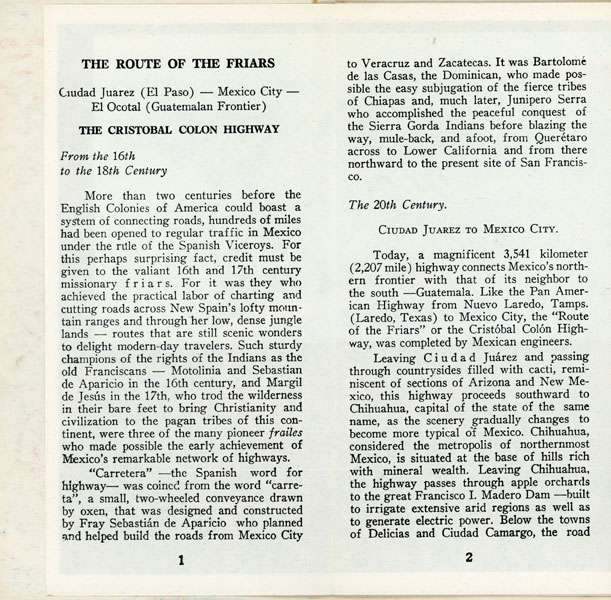 THE ROUTE OF THE FRIARS
Ciudad Juarez (El Paso) — Mexico City —
El Ocotal (Guatemalan Frontier)
THE CRISTOBAL COLON HIGHWAY
From the 16th
to the 18th Century
More than two centuries before the
English Colonies of America could boast a
system of connecting roads, hundreds of miles
had been opened to regular traffic in Mexico
under the rule of the Spanish Viceroys. For
this perhaps surprising fact, credit must be
given to the valiant 16th and 17th century
missionary friars. For it was they who
achieved the practical labor of charting and
cutting roads across New Spain's lofty moun-
tain ranges and through her low, dense jungle
lands — routes that are still scenic wonders
to delight modern-day travelers. Such sturdy
champions of the rights of the Indians as the
old Franciscans — Motolinia and Sebastian
de Aparicio in the 16th century, and Margil
de Jesús in the 17th, who trod the wilderness
in their bare feet to bring Christianity and
civilization to the pagan tribes of this con-
tinent, were three of the many pioneer frailes
who made possible the early achievement of
Mexico's remarkable network of highways.
"Carretera" —the Spanish word for
highway— was coined from the word "carre-
ta", a small, two-wheeled conveyance drawn
by oxen, that was designed and constructed
by Fray Sebastián de Aparicio who planned
and helped build the roads from Mexico City
1
to Veracruz and Zacatecas. It was Bartolomé
de las Casas, the Dominican, who made pos-
sible the easy subjugation of the fierce tribes
of Chiapas and, much later, Junipero Serra
who accomplished the peaceful conquest of
the Sierra Gorda Indians before blazing the
way, mule-back, and afoot, from Querétaro
across to Lower California and from there
northward to the present site of San Francis-
co.
The 20th Century.
CIUDAD JUAREZ TO MEXICO CITY.
Today, a magnificent 3,541 kilometer
(2,207 mile) highway connects Mexico's north-
ern frontier with that of its neighbor to
the south —Guatemala. Like the Pan Amer-
ican Highway from Nuevo Laredo, Tamps.
(Laredo, Texas) to Mexico City, the "Route
of the Friars" or the Cristóbal Colón High-
way, was completed by Mexican engineers.
Leaving Ciudad Juárez and passing
through countrysides filled with cacti, remi-
niscent of sections of Arizona and New Me-
xico, this highway proceeds southward to
Chihuahua, capital of the state of the same
name, as the scenery gradually changes to
become more typical of Mexico. Chihuahua,
considered the metropolis of northernmost
Mexico, is situated at the base of hills rich
with mineral wealth. Leaving Chihuahua,
the highway passes through apple orchards
to the great Francisco I. Madero Dam —built
to irrigate extensive arid regions as well as
to generate electric power. Below the towns
of Delicias and Ciudad Camargo, the road
2